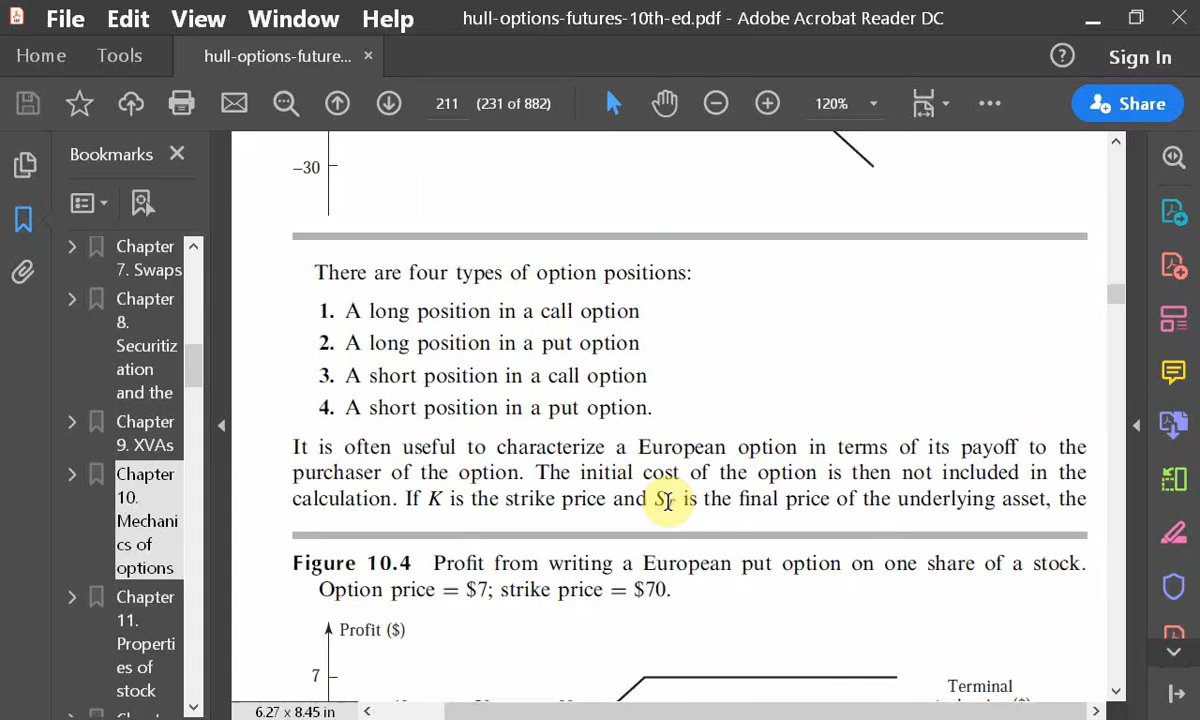 File Edit View Window Help hull-options-futures-10th-ed.pdf - Adobe Acrobat Reader DC
Home Tools hull-options-future... × Sign In
211 (231 of 882) 120% Share
Bookmarks
Chapter
7. Swaps
Chapter
8.
Securitiz
ation
and the
Chapter
9. XVAs
Chapter
10.
Mechani
cs of
options
Chapter
11.
Properti
es of
stock
–30
There are four types of option positions:
1. A long position in a call option
2. A long position in a put option
3. A short position in a call option
4. A short position in a put option.
It is often useful to characterize a European option in terms of its payoff to the
purchaser of the option. The initial cost of the option is then not included in the
calculation. If K is the strike price and S_T is the final price of the underlying asset, the
Figure 10.4 Profit from writing a European put option on one share of a stock.
Option price = $7; strike price = $70.
Profit ($)
7
Terminal
6.27 x 8.45 in